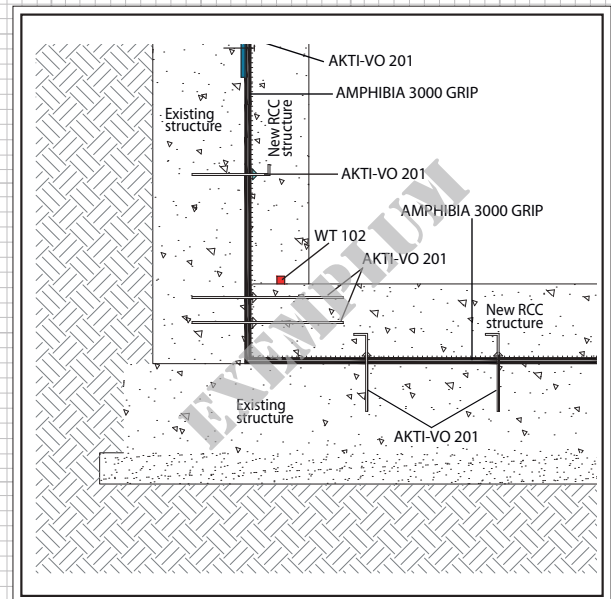 AKTI-VO 201
AMPHIBIA 3000 GRIP
Existing
structure
New RCC
structure
AKTI-VO 201
AMPHIBIA 3000 GRIP
WT 102
AKTI-VO 201
New RCC
structure
Existing
structure
AKTI-VO 201
EXEMPLUM